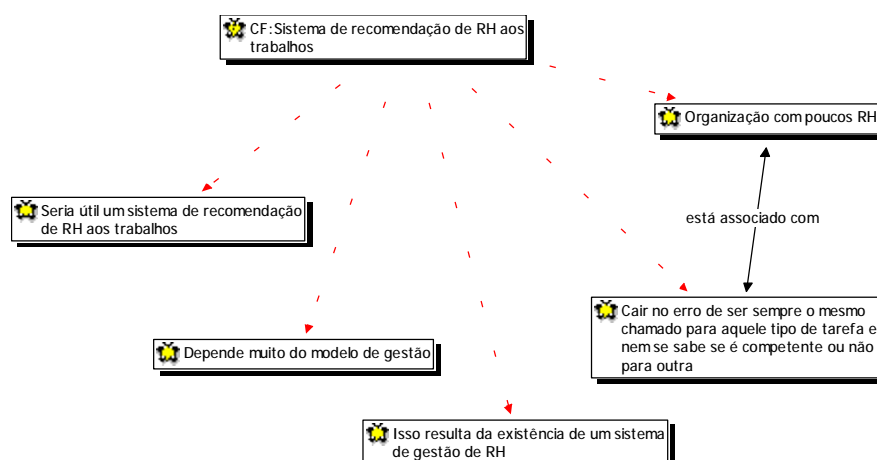 CF:Sistema de recomendação de RH aos
trabalhos
Organização com poucos RH
Seria útil um sistema de recomendação
de RH aos trabalhos
está associado com
Cair no erro de ser sempre o mesmo
chamado para aquele tipo de tarefa e
nem se sabe se é competente ou não
para outra
Depende muito do modelo de gestão
Isso resulta da existência de um sistema
de gestão de RH